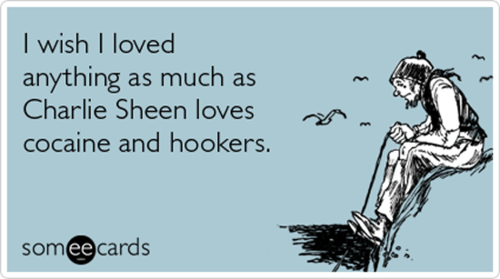 I wish I loved
anything as much as
Charlie Sheen loves
cocaine and hookers.
someecards